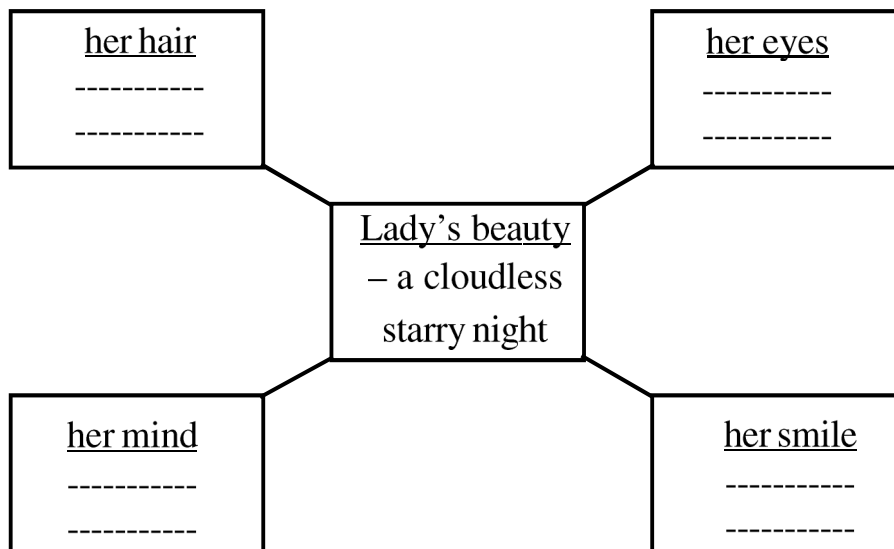 her hair
-----------
-----------
her eyes
-----------
-----------
Lady’s beauty
– a cloudless
starry night
her mind
-----------
-----------
her smile
-----------
-----------